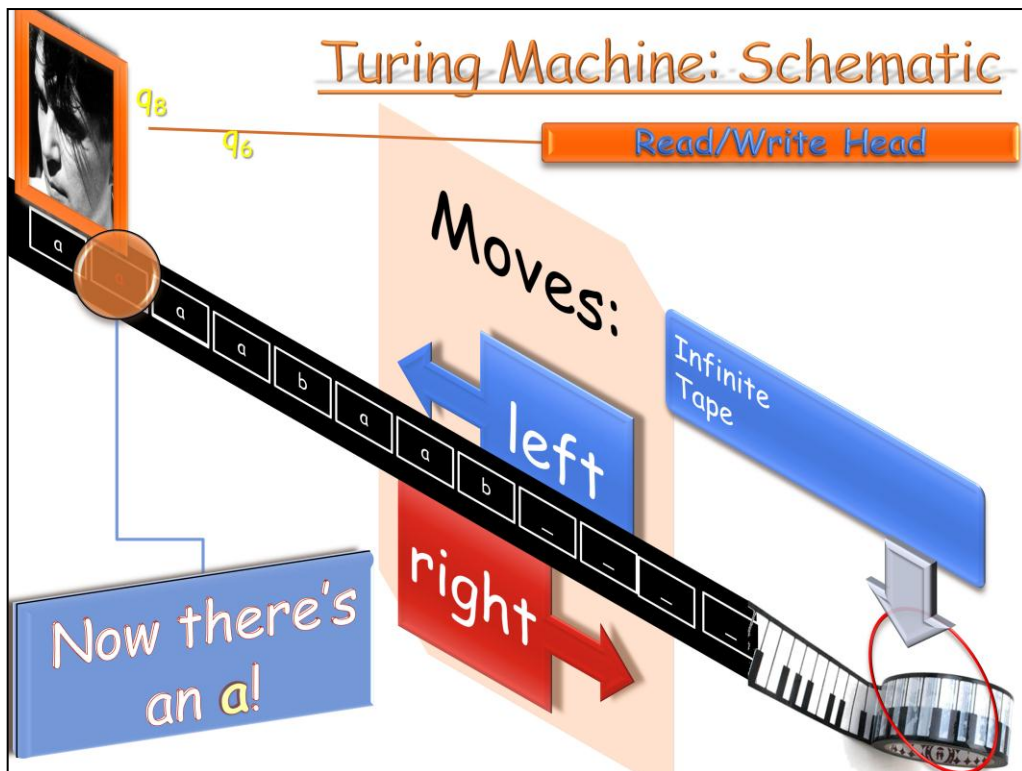 Turing Machine: Schematic
q8
q6
Read/Write Head
Moves:
a
a
a
a
b
a
a
b
_
_
_
_
left
right
Infinite
Tape
Now there's
an a!